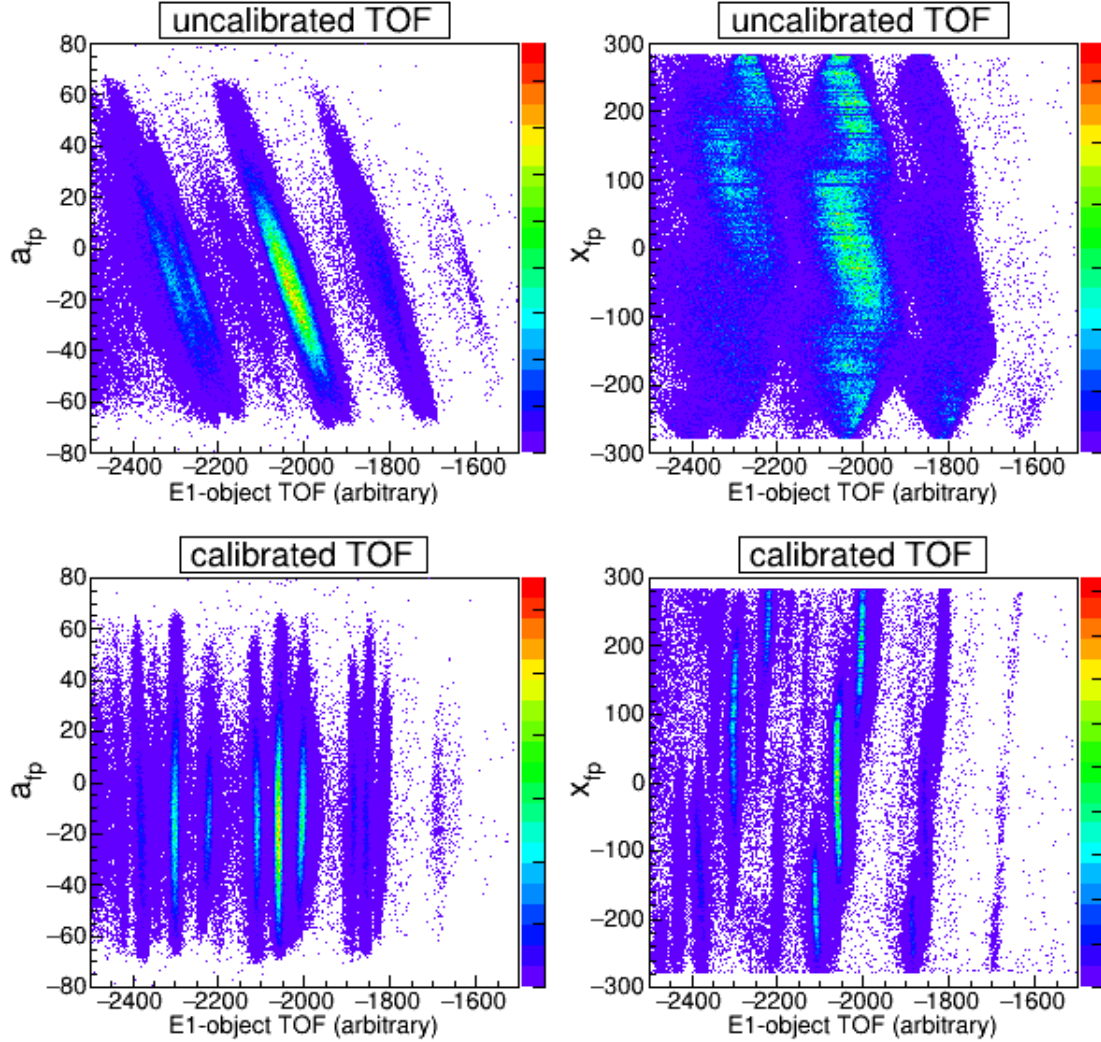 uncalibrated TOF
80
60
40
20
0
−20
−40
−60
−80
a_fp
−2400 −2200 −2000 −1800 −1600
E1-object TOF (arbitrary)
uncalibrated TOF
300
200
100
0
−100
−200
−300
x_fp
−2400 −2200 −2000 −1800 −1600
E1-object TOF (arbitrary)
calibrated TOF
80
60
40
20
0
−20
−40
−60
−80
a_fp
−2400 −2200 −2000 −1800 −1600
E1-object TOF (arbitrary)
calibrated TOF
300
200
100
0
−100
−200
−300
x_fp
−2400 −2200 −2000 −1800 −1600
E1-object TOF (arbitrary)